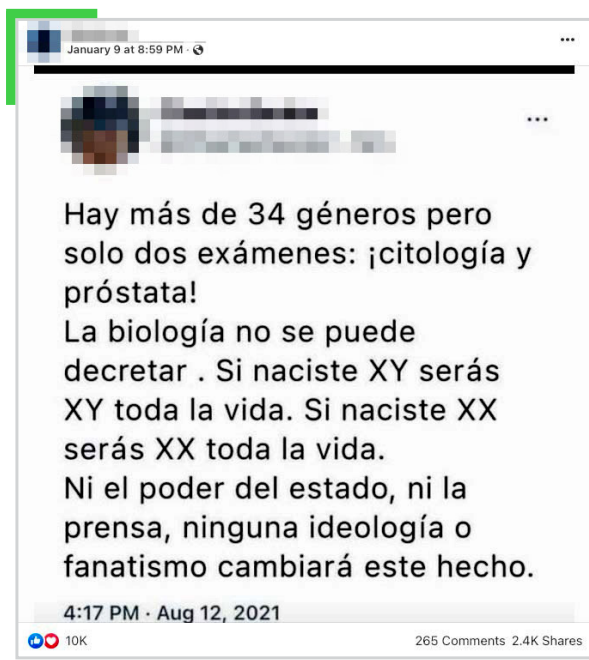 January 9 at 8:59 PM ·
Hay más de 34 géneros pero
solo dos exámenes: ¡citología y
próstata!
La biología no se puede
decretar . Si naciste XY serás
XY toda la vida. Si naciste XX
serás XX toda la vida.
Ni el poder del estado, ni la
prensa, ninguna ideología o
fanatismo cambiará este hecho.
4:17 PM · Aug 12, 2021
10K
265 Comments 2.4K Shares